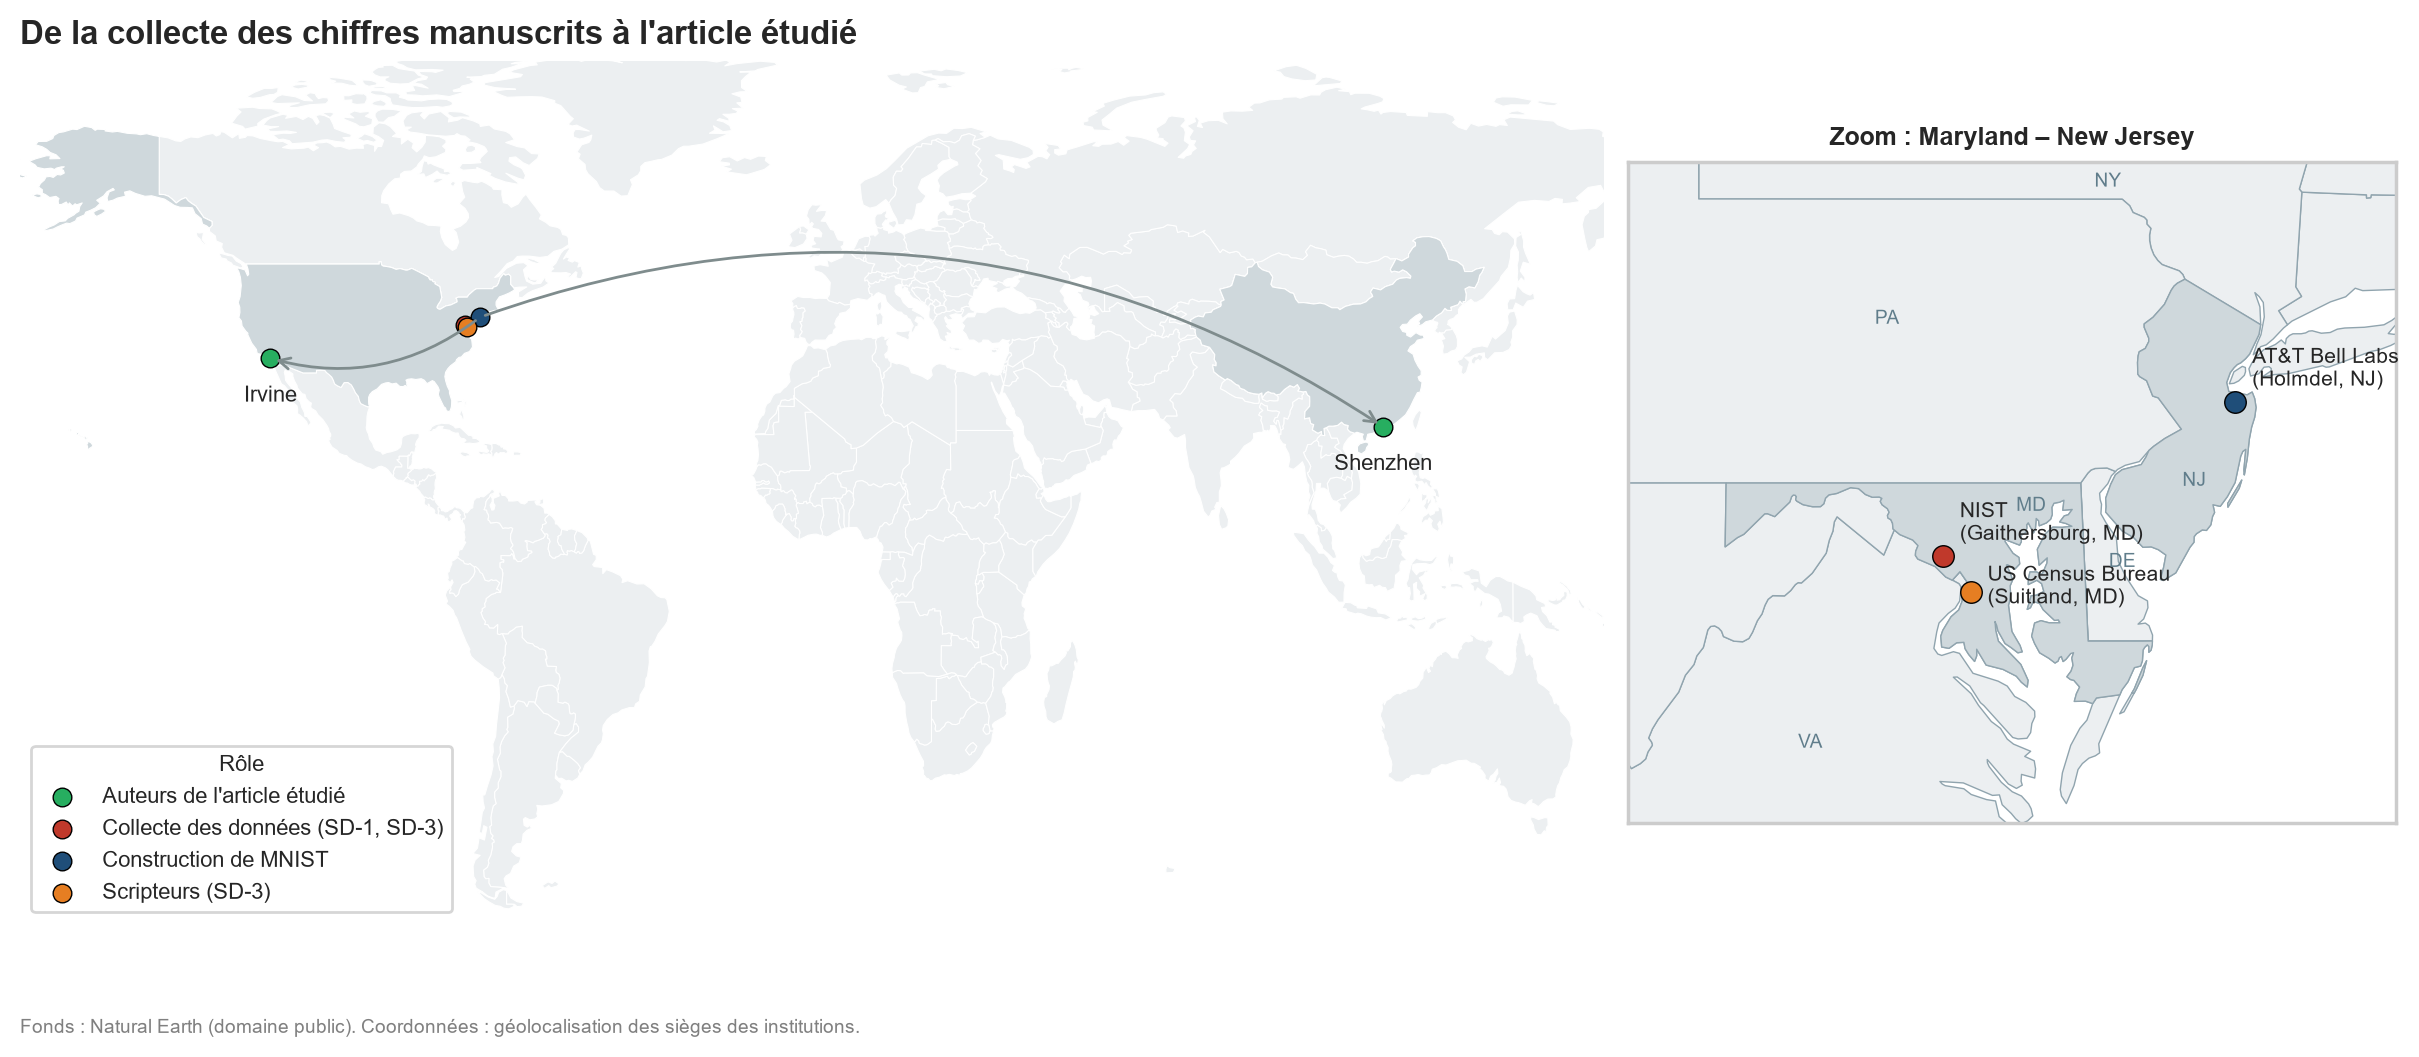 De la collecte des chiffres manuscrits à l'article étudié
Irvine
Shenzhen
Rôle
Auteurs de l'article étudié
Collecte des données (SD-1, SD-3)
Construction de MNIST
Scripteurs (SD-3)
Zoom : Maryland – New Jersey
NY
PA
AT&T Bell Labs
(Holmdel, NJ)
NJ
MD
NIST
(Gaithersburg, MD)
DE
US Census Bureau
(Suitland, MD)
VA
Fonds : Natural Earth (domaine public). Coordonnées : géolocalisation des sièges des institutions.